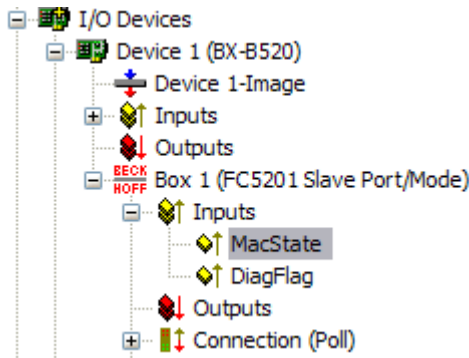 I/O Devices
Device 1 (BX-B520)
Device 1-Image
Inputs
Outputs
BECK
HOFF
Box 1 (FC5201 Slave Port/Mode)
Inputs
MacState
DiagFlag
Outputs
Connection (Poll)